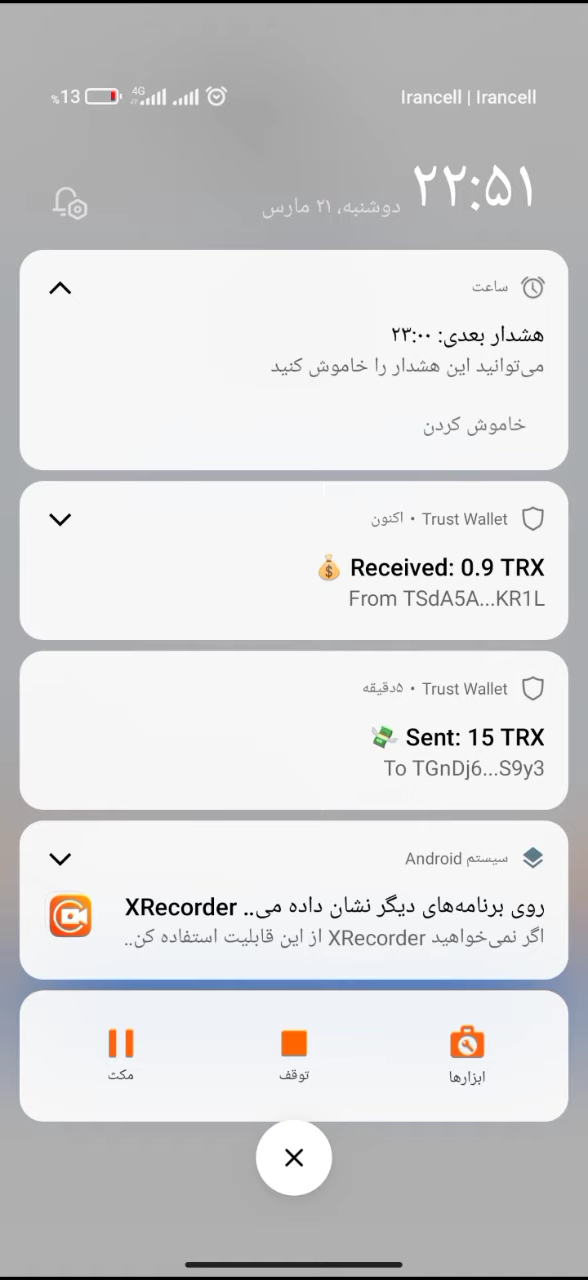 %13 4G Irancell | Irancell
۲۲:۵۱ دوشنبه، ۲۱ مارس
ساعت
هشدار بعدی: ۲۳:۰۰
می‌توانید این هشدار را خاموش کنید
خاموش کردن
Trust Wallet • اکنون
Received: 0.9 TRX 💰
From TSdA5A...KR1L
Trust Wallet • ۵دقیقه
Sent: 15 TRX 💸
To TGnDj6...S9y3
سیستم Android
روی برنامه‌های دیگر نشان داده می.. XRecorder
اگر نمی‌خواهید XRecorder از این قابلیت استفاده کن..
ابزارها
توقف
مکث